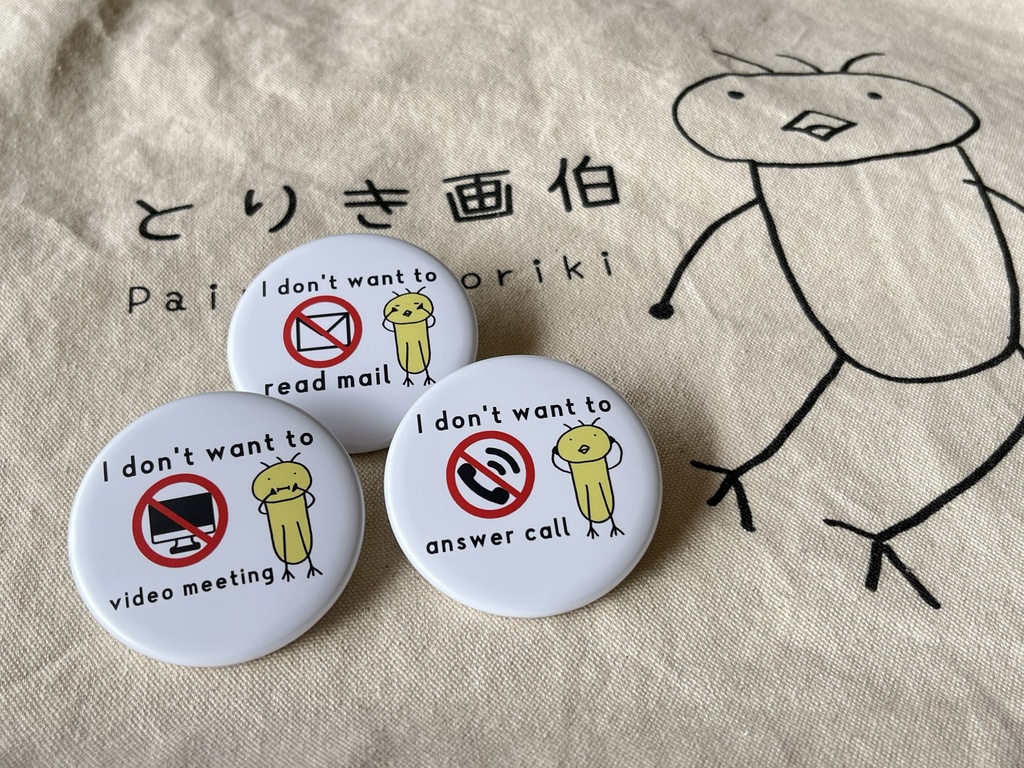 とりき画伯
Pai oriki
I don't want to
read mail
I don't want to
video meeting
I don't want to
answer call